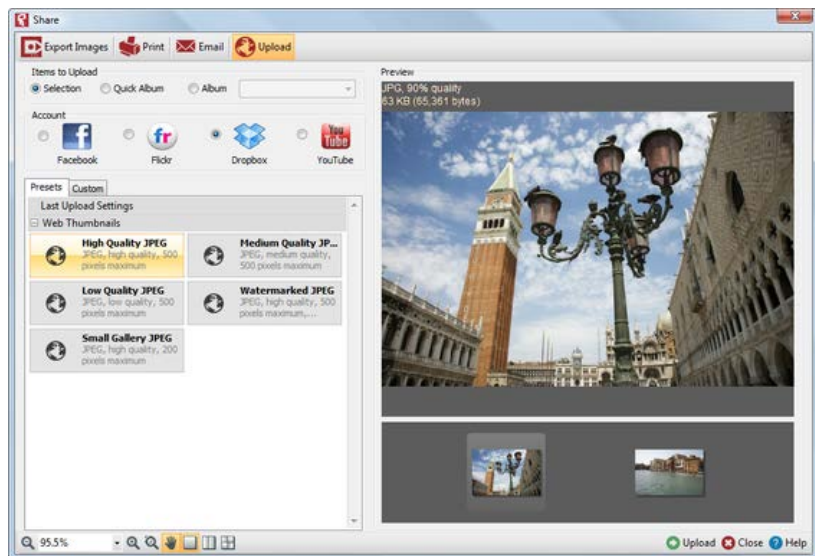 Share
Export Images
Print
Email
Upload
Items to Upload
Selection
Quick Album
Album
Account
fr
You
Tube
Facebook
Flickr
Dropbox
YouTube
Presets
Custom
Last Upload Settings
Web Thumbnails
High Quality JPEG
JPEG, high quality, 500
pixels maximum
Medium Quality JP...
JPEG, medium quality,
500 pixels maximum
Low Quality JPEG
JPEG, low quality, 500
pixels maximum
Watermarked JPEG
JPEG, high quality, 500
pixels maximum,...
Small Gallery JPEG
JPEG, high quality, 200
pixels maximum
95.5%
Preview
JPG, 90% quality
63 KB (65,361 bytes)
Upload
Close
Help